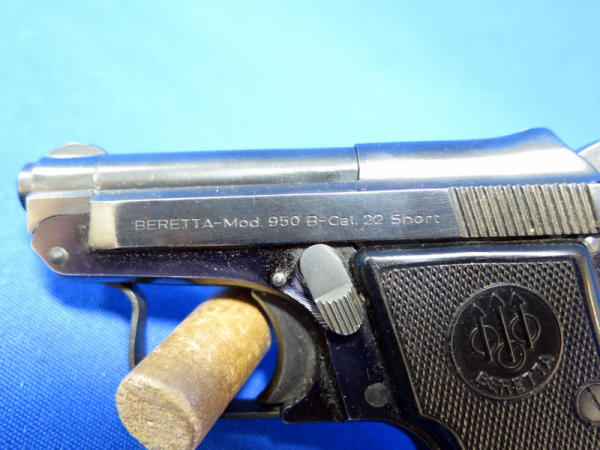 BERETTA-Mod. 950 B-Cal. 22 Short
BERETTA